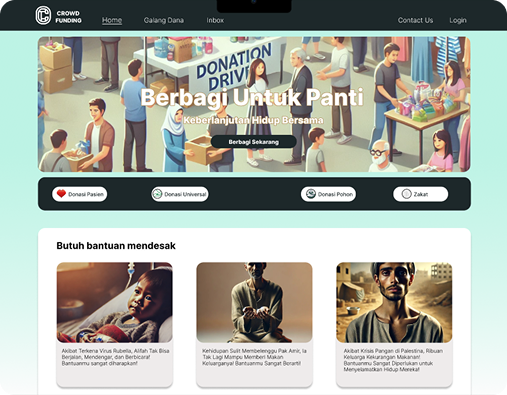 CROWD
FUNDING
Home
Galang Dana
Inbox
Contact Us
Login
DONATION
DRIVE
Berbagi Untuk Panti
Keberlanjutan Hidup Bersama
Berbagi Sekarang
Donasi Pasien
Donasi Universal
Donasi Pohon
Zakat
Butuh bantuan mendesak
Akibat Terkena Virus Rubella, Alifah Tak Bisa
Berjalan, Mendengar, dan Berbicara!
Bantuanmu sangat diharapkan!
Kehidupan Sulit Membelenggu Pak Amir, Ia
Tak Lagi Mampu Memberi Makan
Keluarganya! Bantuanmu Sangat Berarti!
Akibat Krisis Pangan di Palestina, Ribuan
Keluarga Kekurangan Makanan!
Bantuanmu Sangat Diperlukan untuk
Menyelamatkan Hidup Mereka!